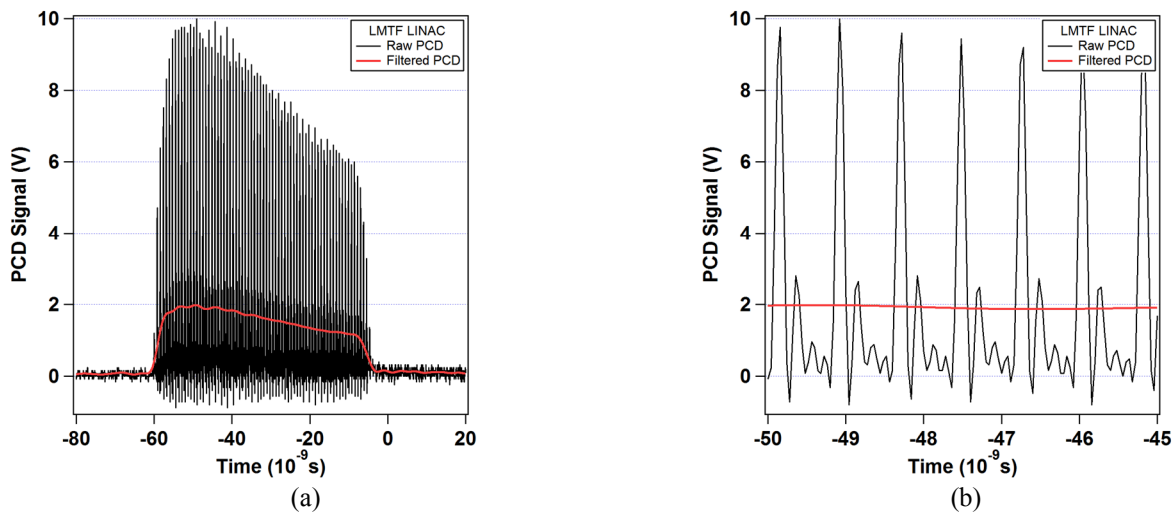 10
8
6
4
2
0
PCD Signal (V)
LMTF LINAC
Raw PCD
Filtered PCD
-80
-60
-40
-20
0
20
Time (10⁻⁹s)
(a)
10
8
6
4
2
0
PCD Signal (V)
LMTF LINAC
Raw PCD
Filtered PCD
-50
-49
-48
-47
-46
-45
Time (10⁻⁹s)
(b)